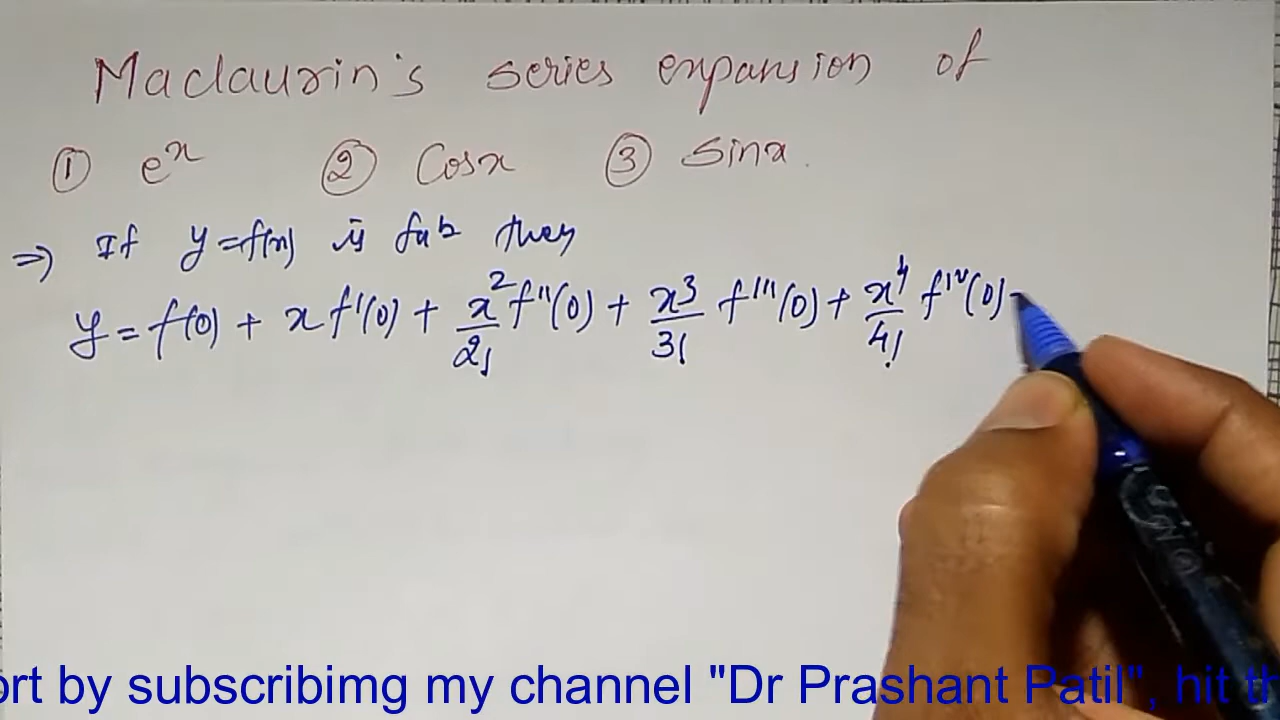 Maclaurin's series expansion of
① e^x ② Cosx ③ Sinx.
⇒ If y=f(x) is fnb then
y = f(0) + x f'(0) + x²/2! f''(0) + x³/3! f'''(0) + x⁴/4! f^IV(0)
ort by subscribimg my channel "Dr Prashant Patil", hit th